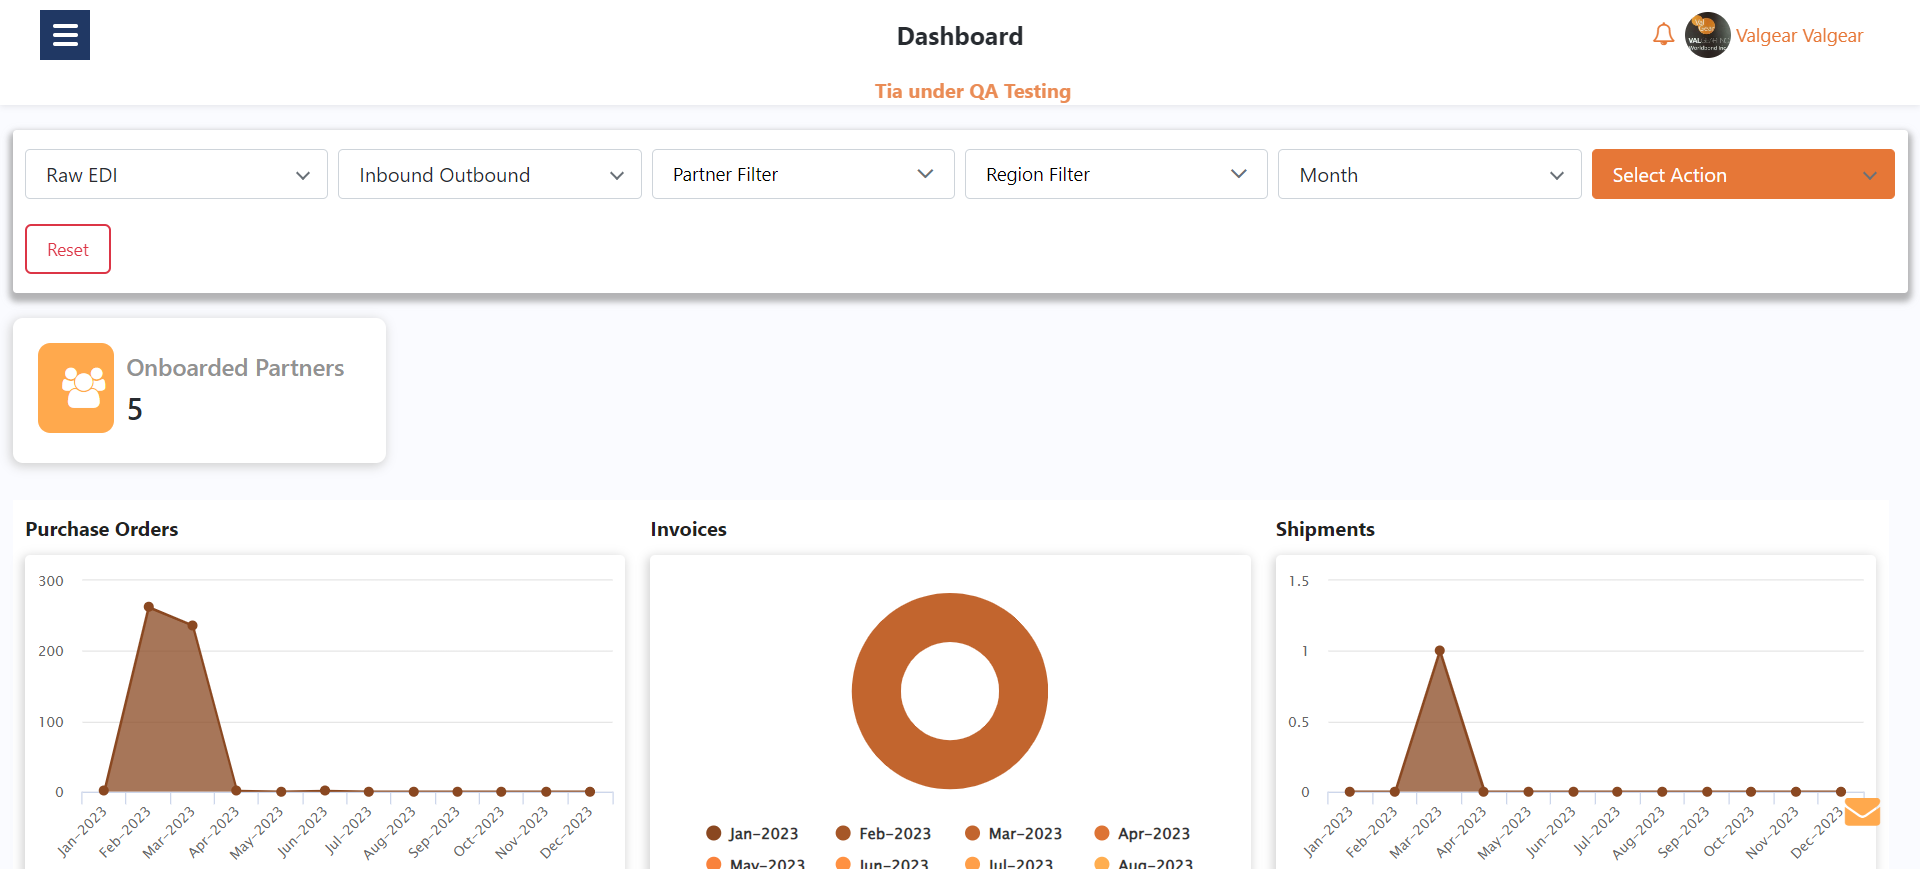 Dashboard
Valgear Valgear
Tia under QA Testing
Raw EDI
Inbound Outbound
Partner Filter
Region Filter
Month
Select Action
Reset
Onboarded Partners
5
Purchase Orders
300
200
100
0
Jan-2023
Feb-2023
Mar-2023
Apr-2023
May-2023
Jun-2023
Jul-2023
Aug-2023
Sep-2023
Oct-2023
Nov-2023
Dec-2023
Invoices
Jan-2023
Feb-2023
Mar-2023
Apr-2023
May-2023
Jun-2023
Jul-2023
Aug-2023
Shipments
1.5
1
0.5
0
Jan-2023
Feb-2023
Mar-2023
Apr-2023
May-2023
Jun-2023
Jul-2023
Aug-2023
Sep-2023
Oct-2023
Nov-2023
Dec-2023